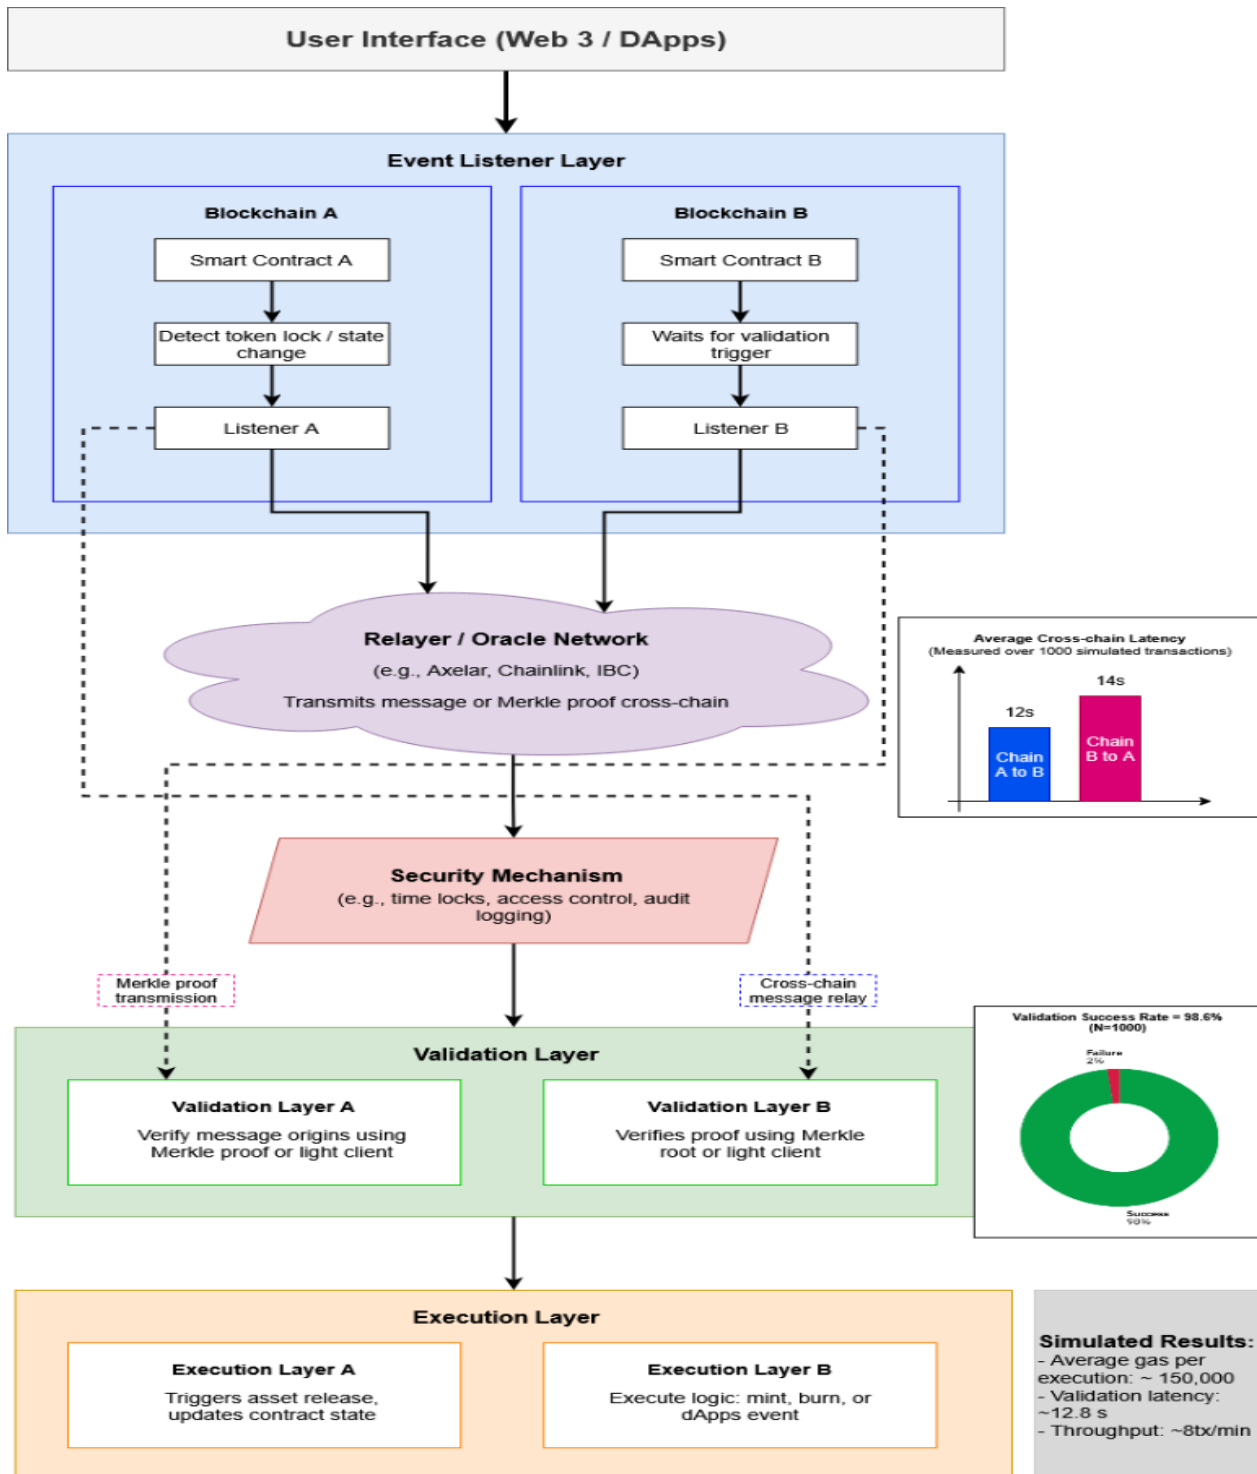 User Interface (Web 3 / DApps)
Event Listener Layer
Blockchain A
Smart Contract A
Detect token lock / state
change
Listener A
Blockchain B
Smart Contract B
Waits for validation
trigger
Listener B
Relayer / Oracle Network
(e.g., Axelar, Chainlink, IBC)
Transmits message or Merkle proof cross-chain
Average Cross-chain Latency
(Measured over 1000 simulated transactions)
12s
14s
Chain
A to B
Chain
B to A
Security Mechanism
(e.g., time locks, access control, audit
logging)
Merkle proof
transmission
Cross-chain
message relay
Validation Layer
Validation Layer A
Verify message origins using
Merkle proof or light client
Validation Layer B
Verifies proof using Merkle
root or light client
Validation Success Rate = 98.6%
(N=1000)
Failure
2%
Success
98%
Execution Layer
Execution Layer A
Triggers asset release,
updates contract state
Execution Layer B
Execute logic: mint, burn, or
dApps event
Simulated Results:
- Average gas per
execution: ~ 150,000
- Validation latency:
~12.8 s
- Throughput: ~8tx/min